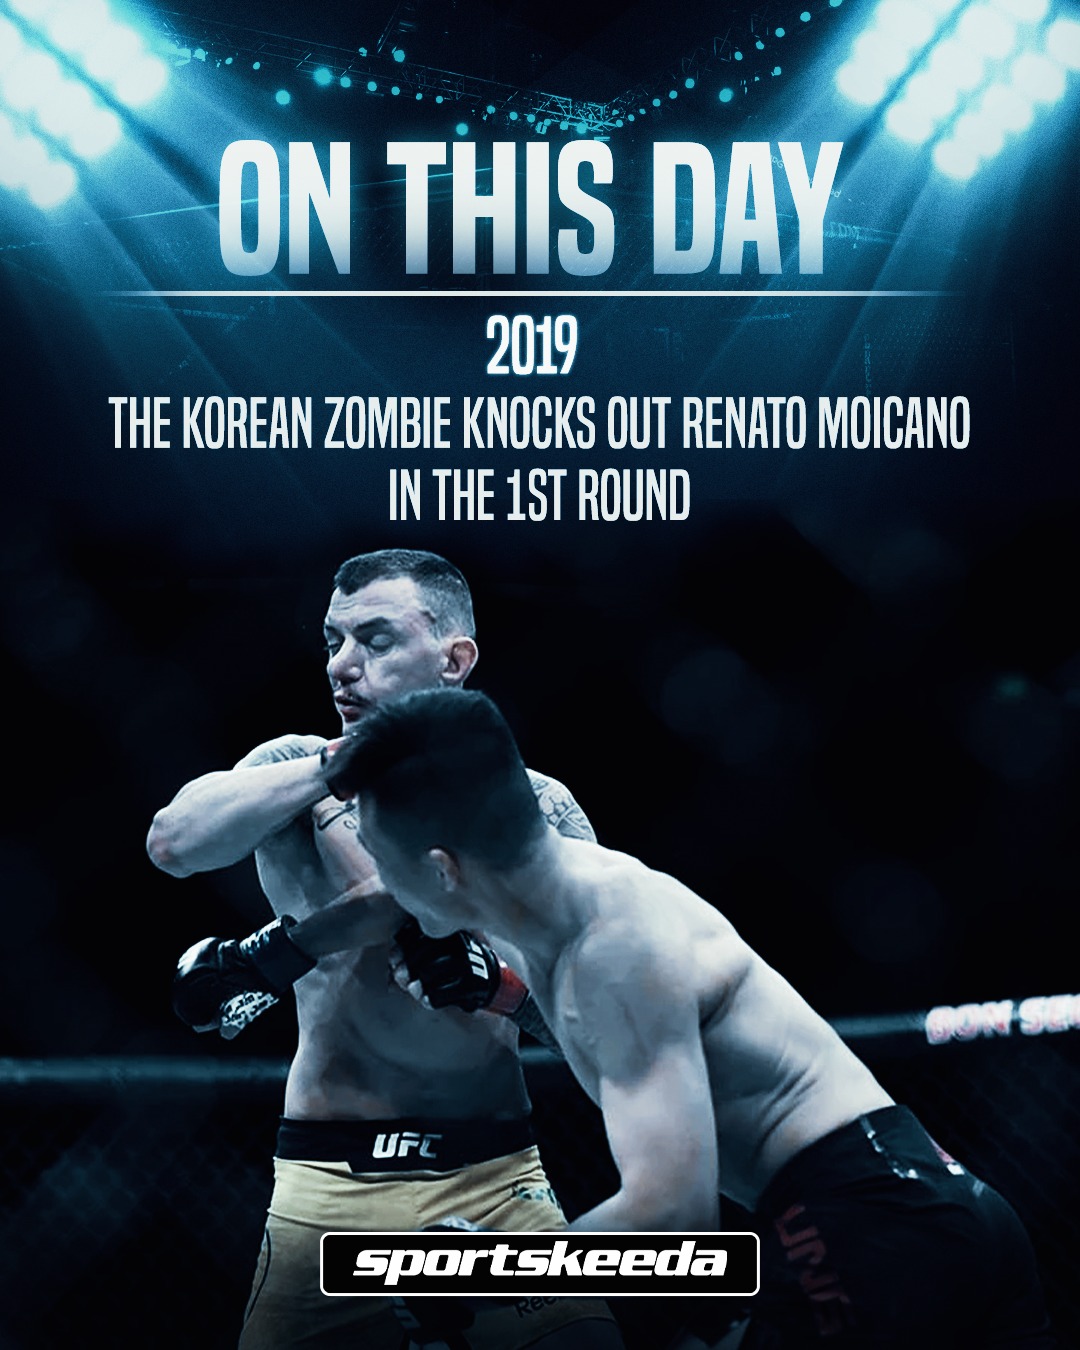 ON THIS DAY
2019
THE KOREAN ZOMBIE KNOCKS OUT RENATO MOICANO
IN THE 1ST ROUND
UFC
sportskeeda